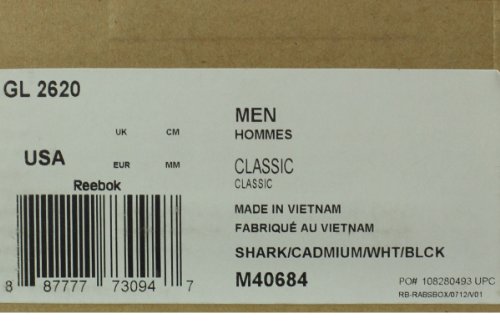 GL 2620
MEN
HOMMES
UK CM
USA
EUR MM
CLASSIC
CLASSIC
Reebok
MADE IN VIETNAM
FABRIQUÉ AU VIETNAM
SHARK/CADMIUM/WHT/BLCK
M40684
8 87777 73094 7
PO# 108280493 UPC
RB-RABSBOX/0712/V01